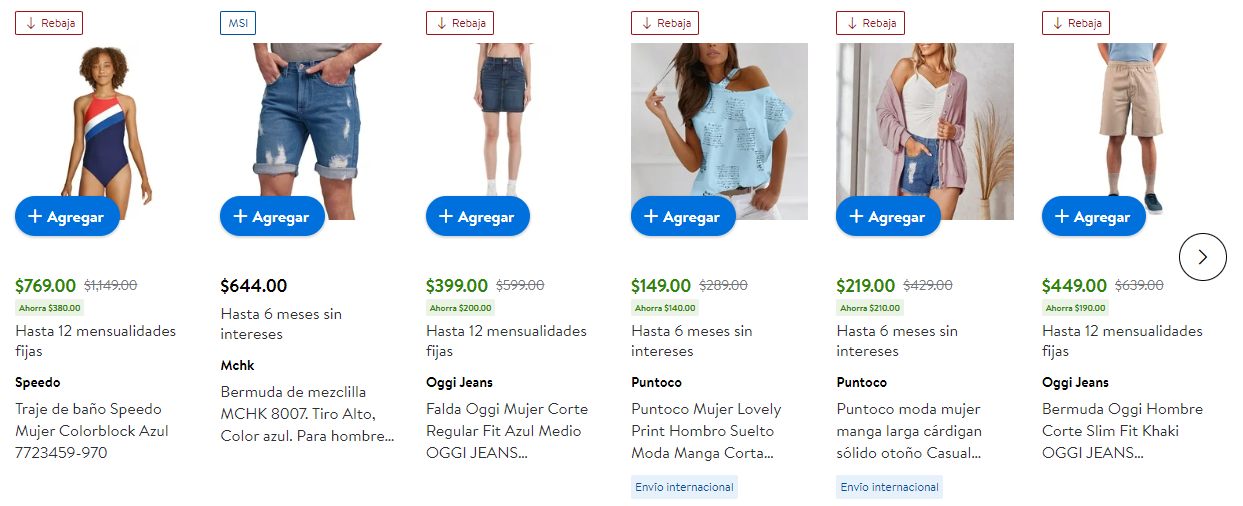 Rebaja
MSI
Rebaja
Rebaja
Rebaja
Rebaja
+ Agregar
+ Agregar
+ Agregar
+ Agregar
+ Agregar
+ Agregar
$769.00 $1,149.00
Ahorra $380.00
Hasta 12 mensualidades
fijas
Speedo
Traje de baño Speedo
Mujer Colorblock Azul
7723459-970
$644.00
Hasta 6 meses sin
intereses
Mchk
Bermuda de mezclilla
MCHK 8007. Tiro Alto,
Color azul. Para hombre...
$399.00 $599.00
Ahorra $200.00
Hasta 12 mensualidades
fijas
Oggi Jeans
Falda Oggi Mujer Corte
Regular Fit Azul Medio
OGGI JEANS...
$149.00 $289.00
Ahorra $140.00
Hasta 6 meses sin
intereses
Puntoco
Puntoco Mujer Lovely
Print Hombro Suelto
Moda Manga Corta...
Envío internacional
$219.00 $429.00
Ahorra $210.00
Hasta 6 meses sin
intereses
Puntoco
Puntoco moda mujer
manga larga cárdigan
sólido otoño Casual...
Envío internacional
$449.00 $639.00
Ahorra $190.00
Hasta 12 mensualidades
fijas
Oggi Jeans
Bermuda Oggi Hombre
Corte Slim Fit Khaki
OGGI JEANS...